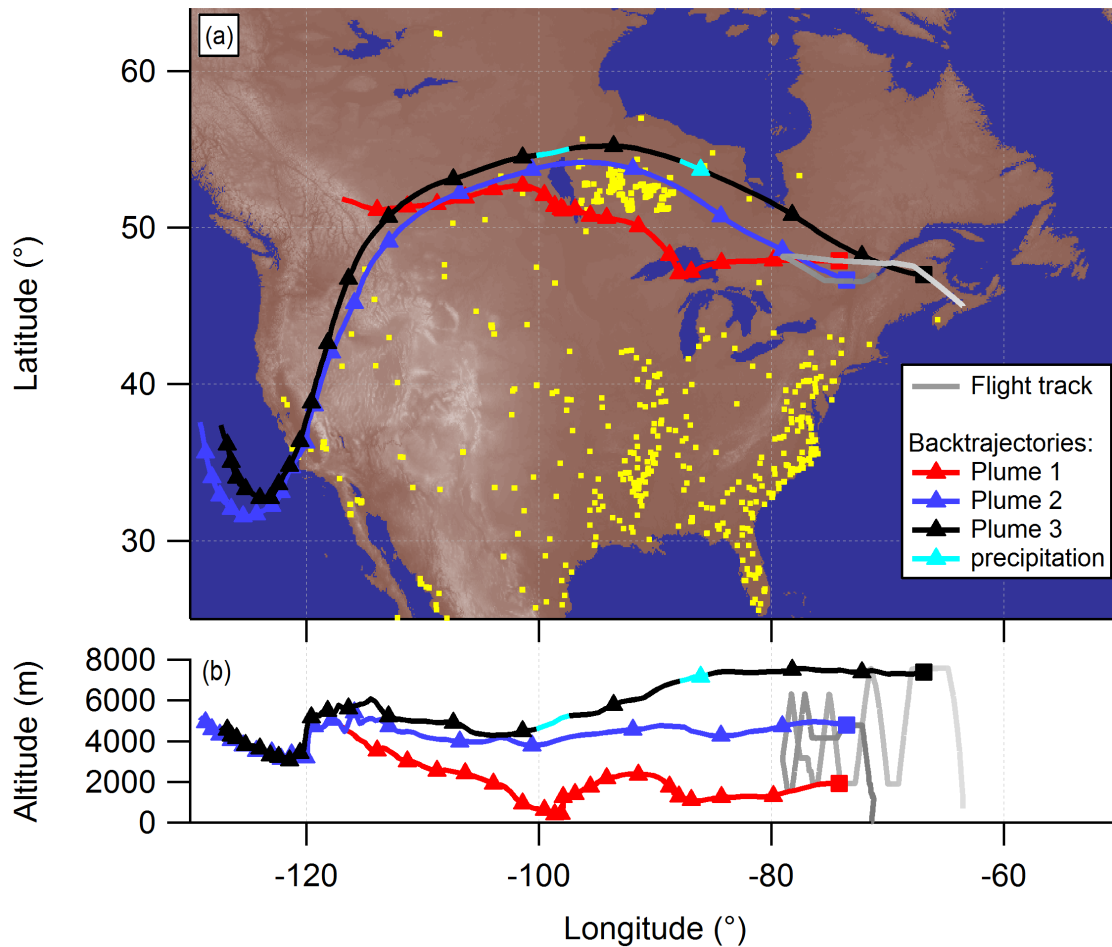 (a)
60
50
40
30
Latitude (°)
Flight track
Backtrajectories:
Plume 1
Plume 2
Plume 3
precipitation
(b)
8000
6000
4000
2000
0
Altitude (m)
-120
-100
-80
-60
Longitude (°)